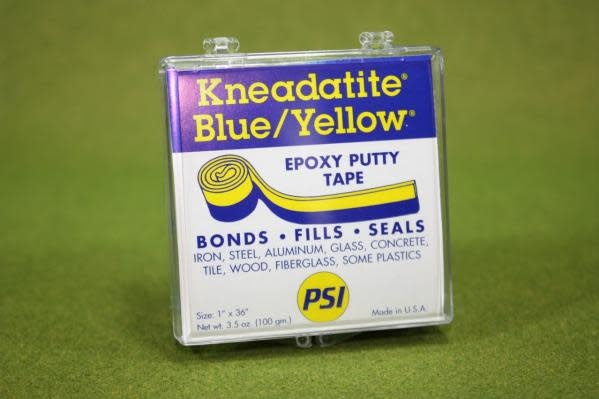 Kneadatite®
Blue/Yellow®
EPOXY PUTTY
TAPE
BONDS • FILLS • SEALS
IRON, STEEL, ALUMINUM, GLASS, CONCRETE,
TILE, WOOD, FIBERGLASS, SOME PLASTICS
PSI
Size: 1" x 36"
Net wt. 3.5 oz. (100 gm.)
Made in U.S.A.